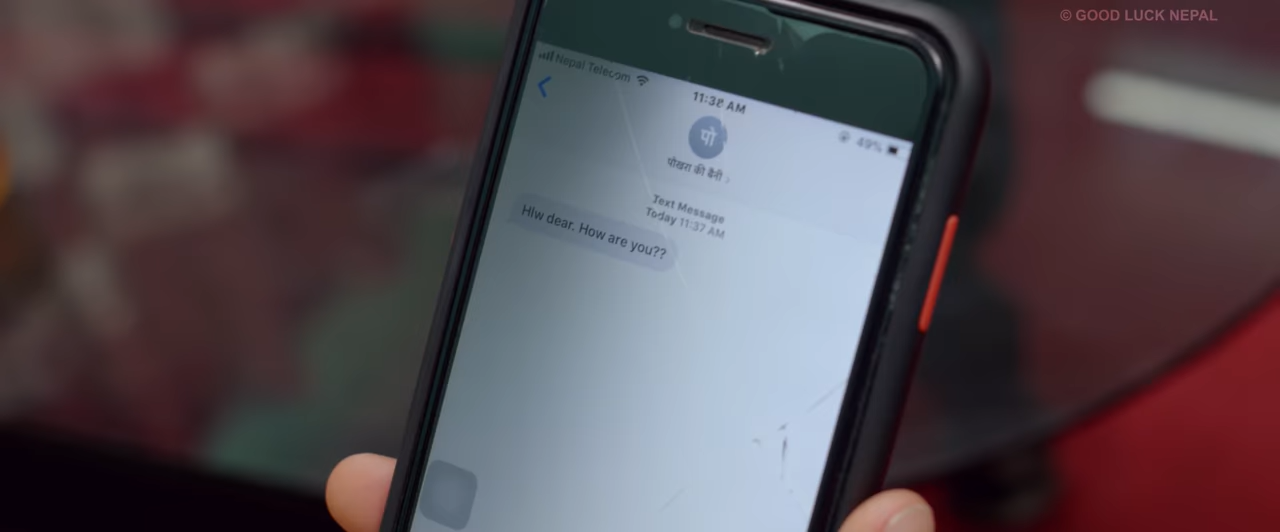 © GOOD LUCK NEPAL
Nepal Telecom
11:38 AM
49%
पो
पोखरा की बैनी
Text Message
Today 11:37 AM
Hlw dear. How are you??